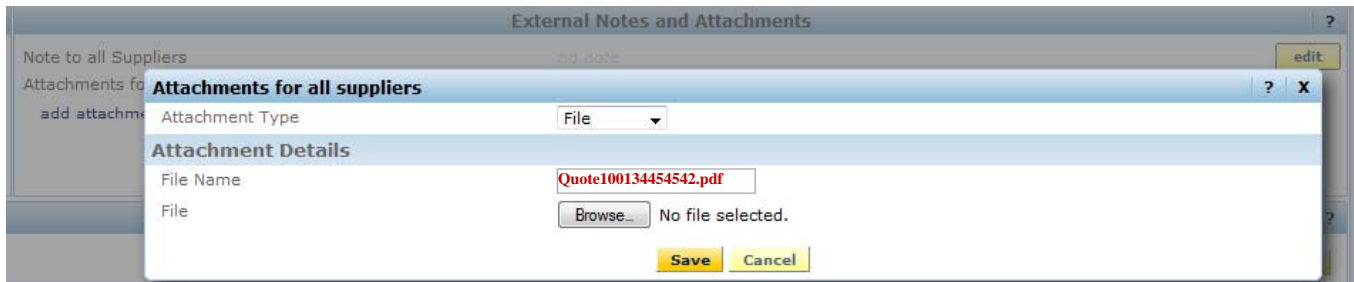 External Notes and Attachments ?
Note to all Suppliers no note edit
Attachments fo
add attachme
Attachments for all suppliers ? X
Attachment Type File
Attachment Details
File Name Quote100134454542.pdf
File Browse... No file selected.
?
Save Cancel